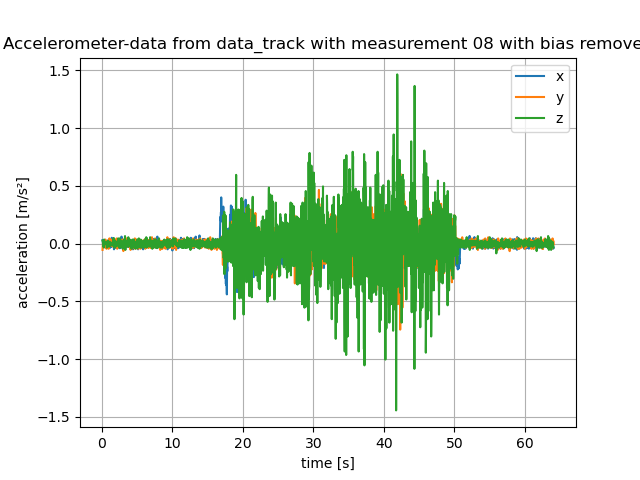 Accelerometer-data from data_track with measurement 08 with bias remove
x
y
z
1.5
1.0
0.5
0.0
−0.5
−1.0
−1.5
acceleration [m/s²]
0 10 20 30 40 50 60
time [s]